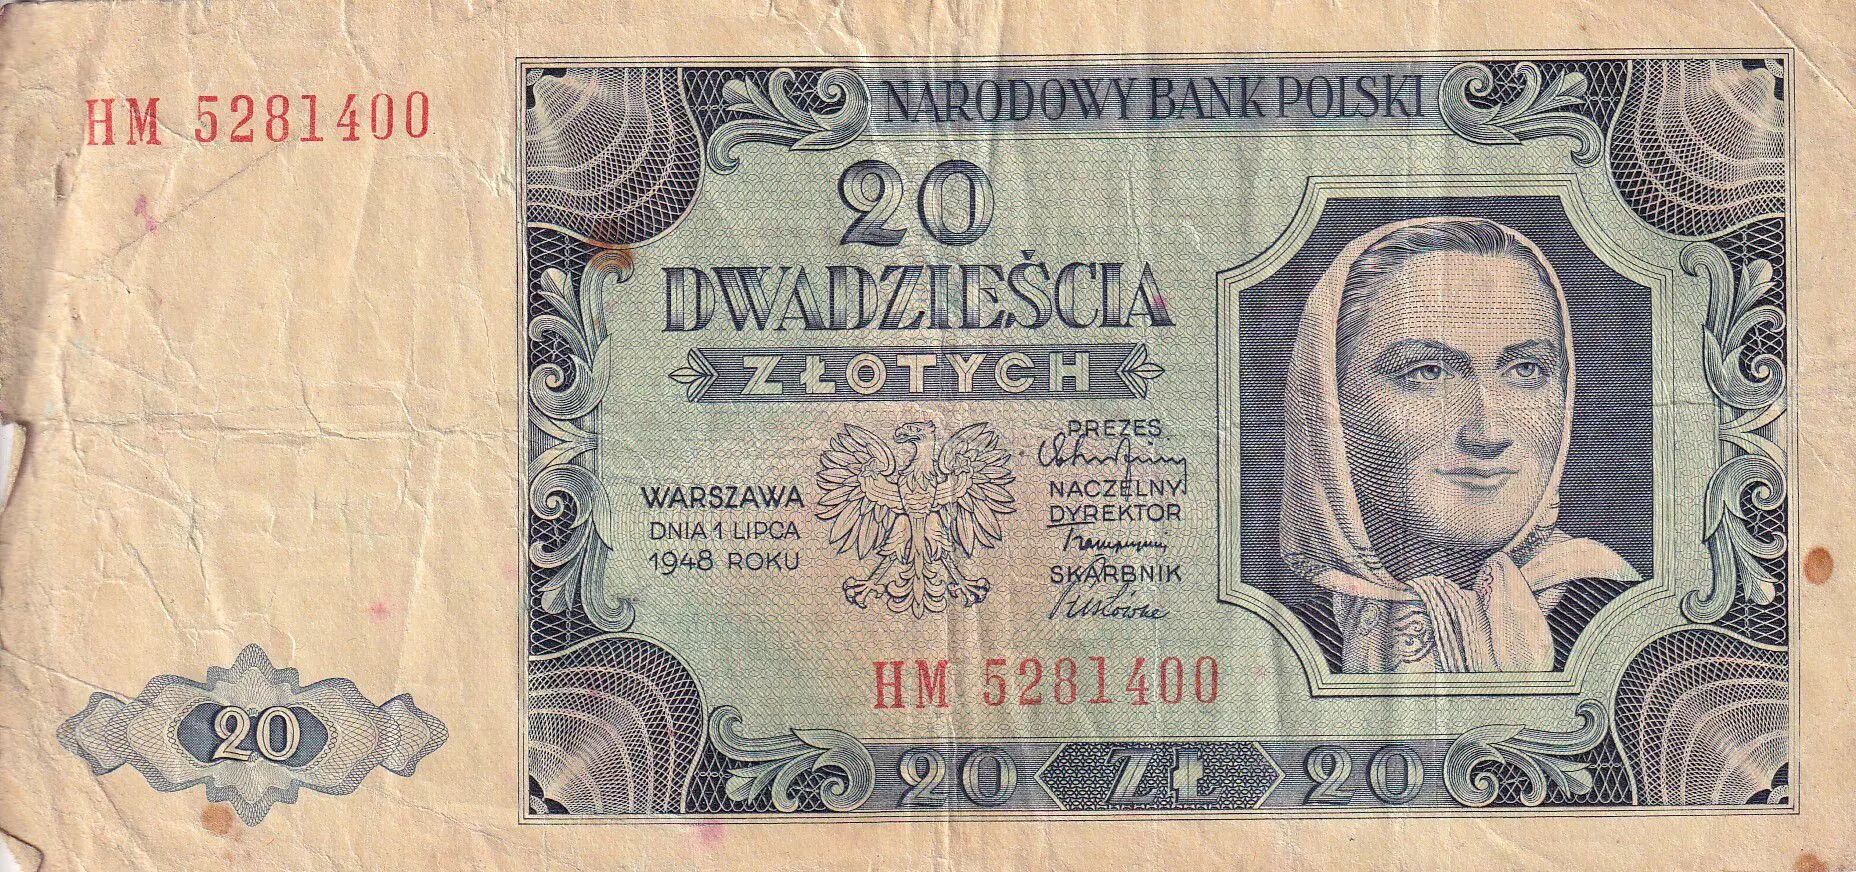 HM 5281400
NARODOWY BANK POLSKI
20
DWADZIEŚCIA
ZŁOTYCH
WARSZAWA
DNIA 1 LIPCA
1948 ROKU
PREZES
NACZELNY
DYREKTOR
SKARBNIK
HM 5281400
20
20 ZŁ 20